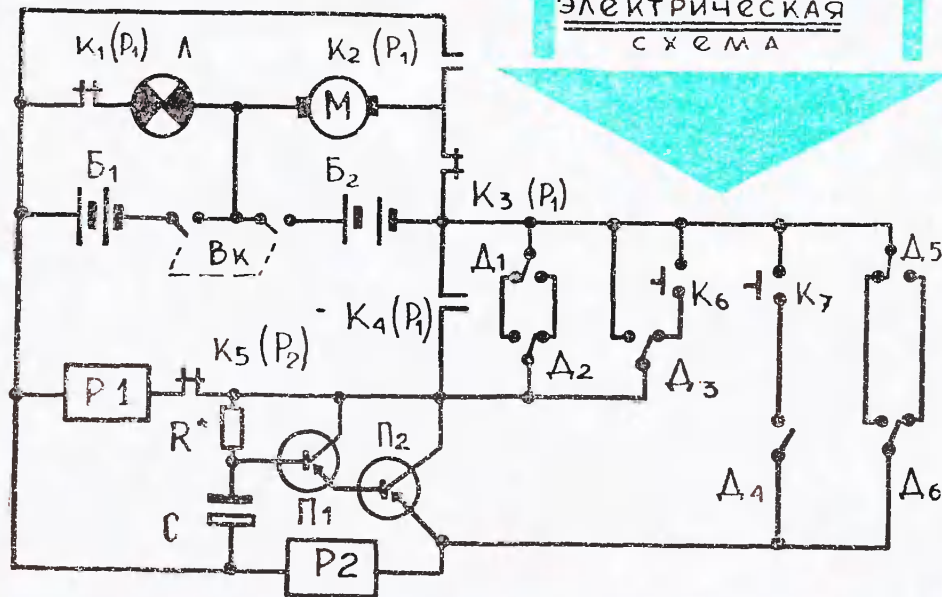 ЭЛЕКТРИЧЕСКАЯ
СХЕМА
К1 (Р1)
Л
К2 (Р1)
М
Б1
Б2
Вк
К3 (Р1)
К4 (Р1)
К5 (Р2)
Д1
Д2
Д3
К6
К7
Д4
Д5
Д6
Р1
R*
П1
П2
С
Р2